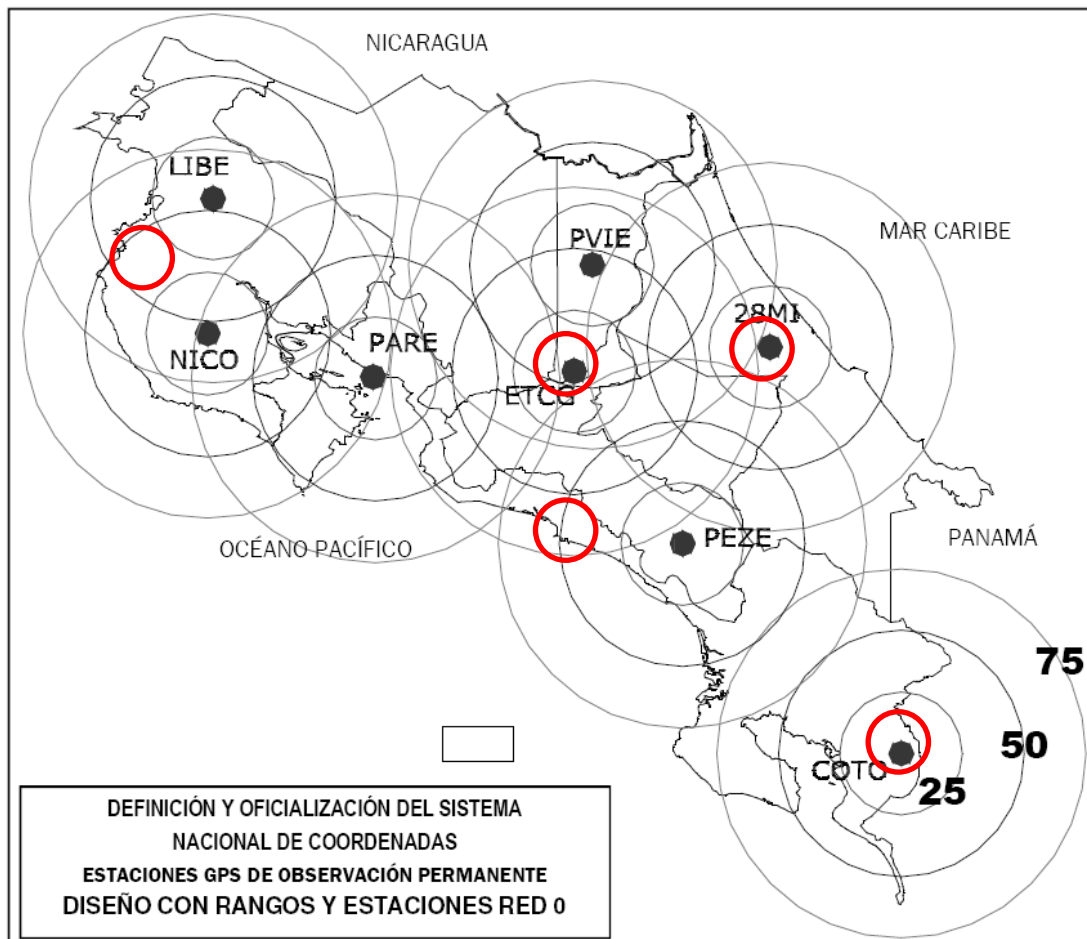 NICARAGUA
LIBE
PVIE
MAR CARIBE
28MI
PARE
NICO
ETCG
OCÉANO PACÍFICO
PEZE
PANAMÁ
75
50
COTO
25
DEFINICIÓN Y OFICIALIZACIÓN DEL SISTEMA
NACIONAL DE COORDENADAS
ESTACIONES GPS DE OBSERVACIÓN PERMANENTE
DISEÑO CON RANGOS Y ESTACIONES RED 0